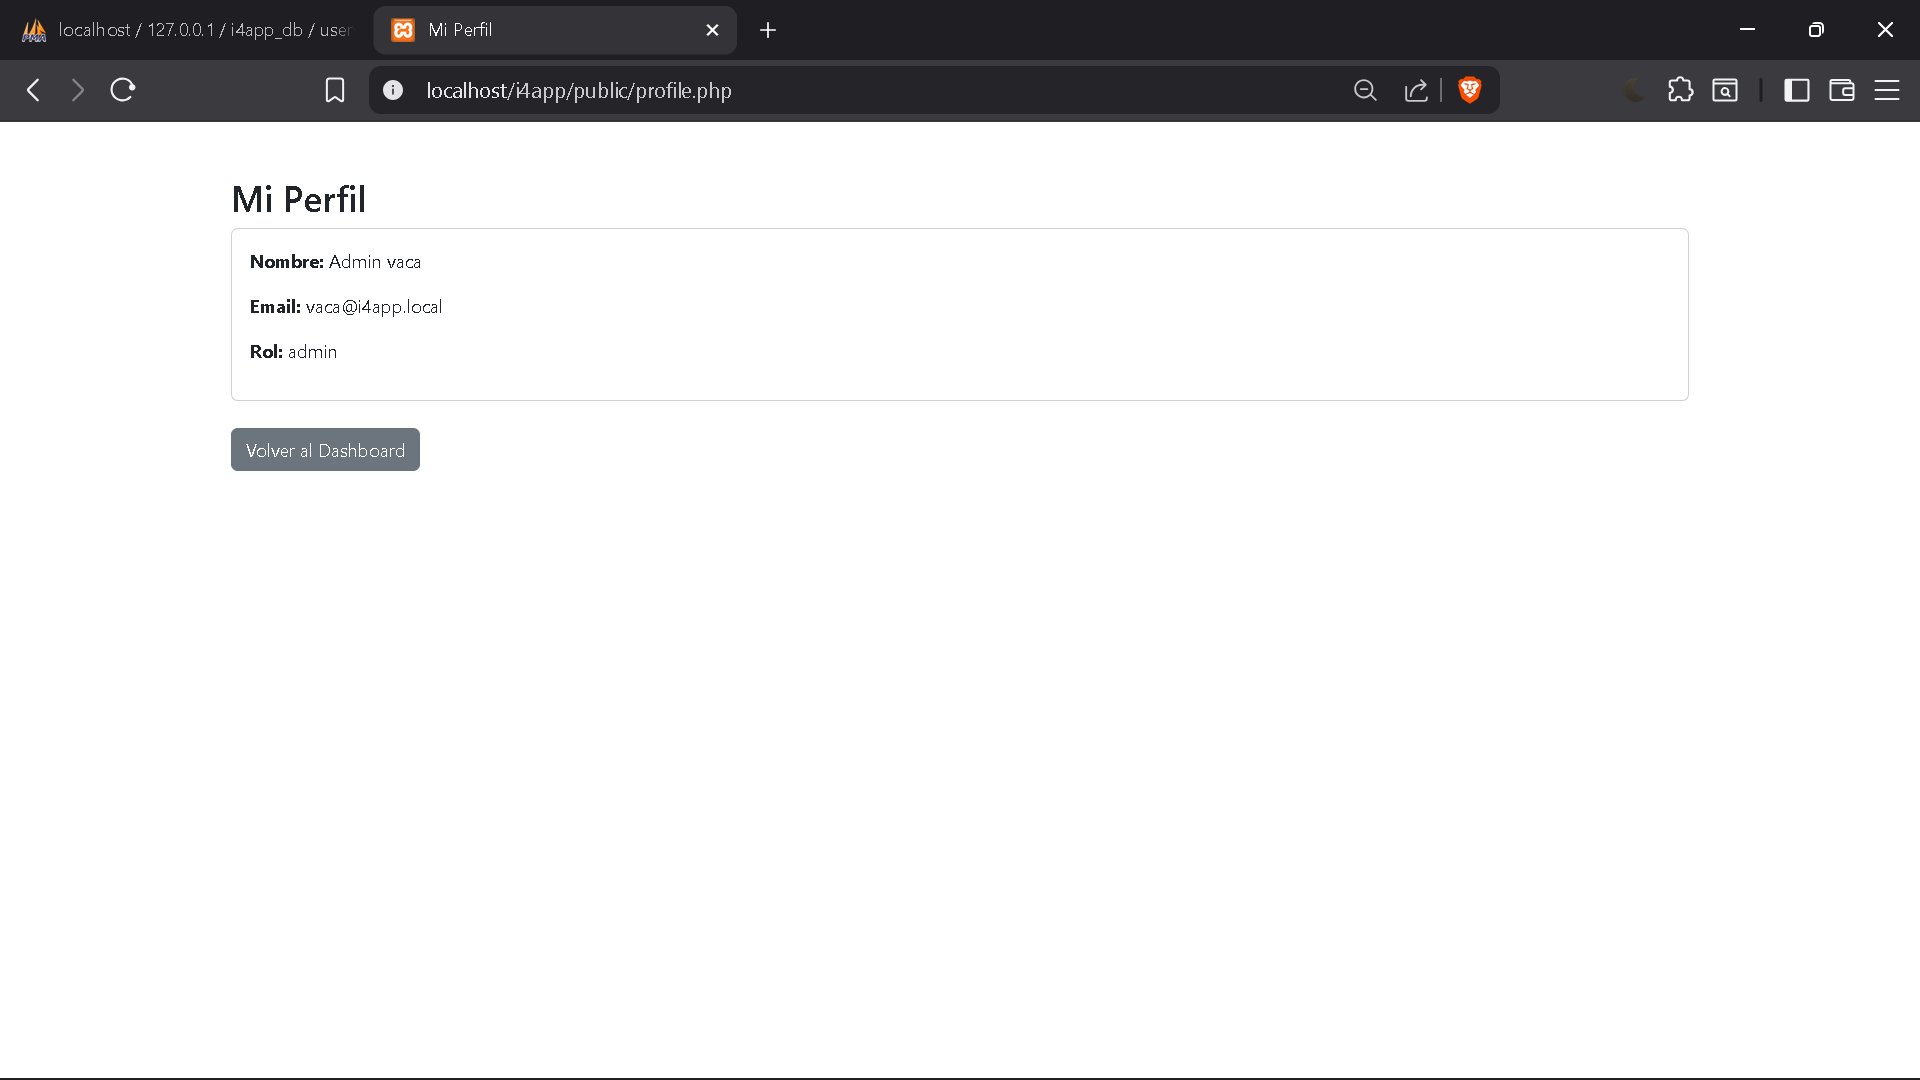 localhost / 127.0.0.1 / i4app_db / user
Mi Perfil
localhost/i4app/public/profile.php
Mi Perfil
Nombre: Admin vaca
Email: vaca@i4app.local
Rol: admin
Volver al Dashboard